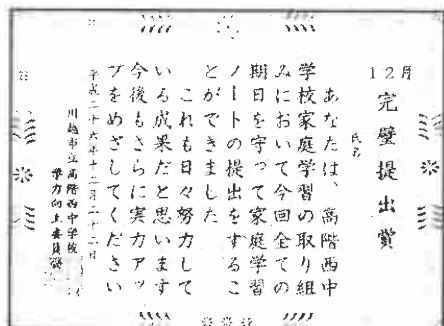 12月
完璧提出賞
氏名
あなたは、高階西中
学校家庭学習の取り組
みにおいて今回全ての
期日を守って家庭学習
ノートの提出をするこ
とができました
これも日々努力して
いる成果だと思います
今後もさらに実力アッ
プをめざしてください
平成二十六年十二月二十二日
川越市立高階西中学校
学力向上委員会